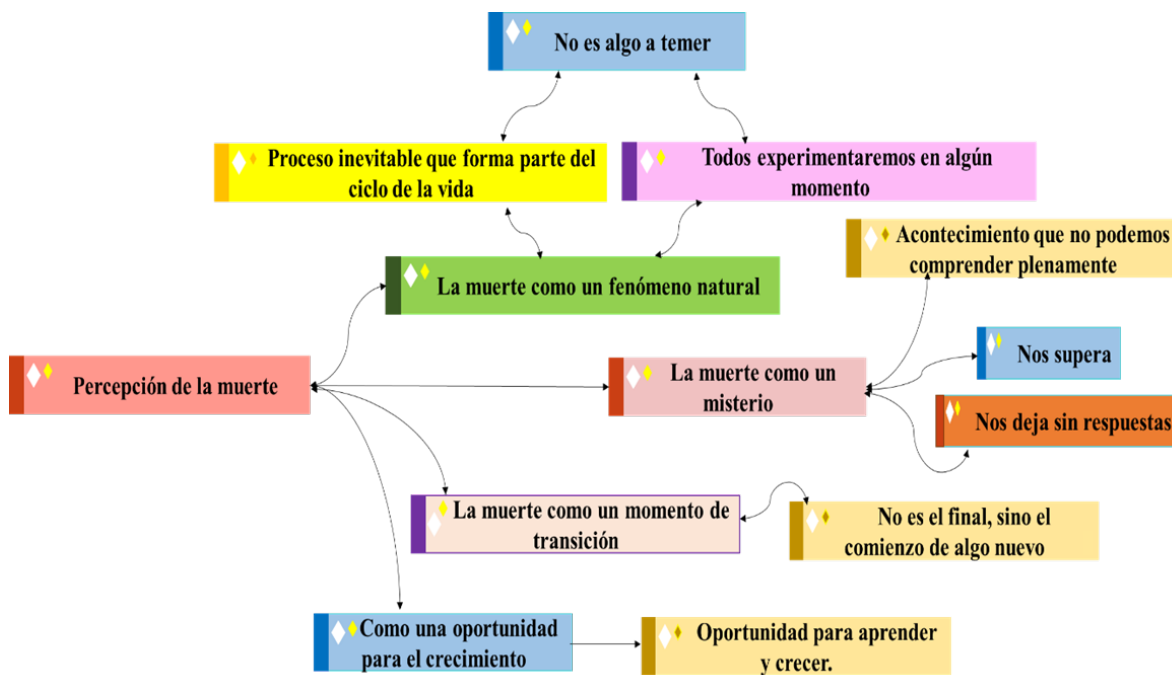 No es algo a temer
Proceso inevitable que forma parte del
ciclo de la vida
Todos experimentaremos en algún
momento
Acontecimiento que no podemos
comprender plenamente
La muerte como un fenómeno natural
Percepción de la muerte
La muerte como un
misterio
Nos supera
Nos deja sin respuestas
La muerte como un momento de
transición
No es el final, sino el
comienzo de algo nuevo
Como una oportunidad
para el crecimiento
Oportunidad para aprender
y crecer.